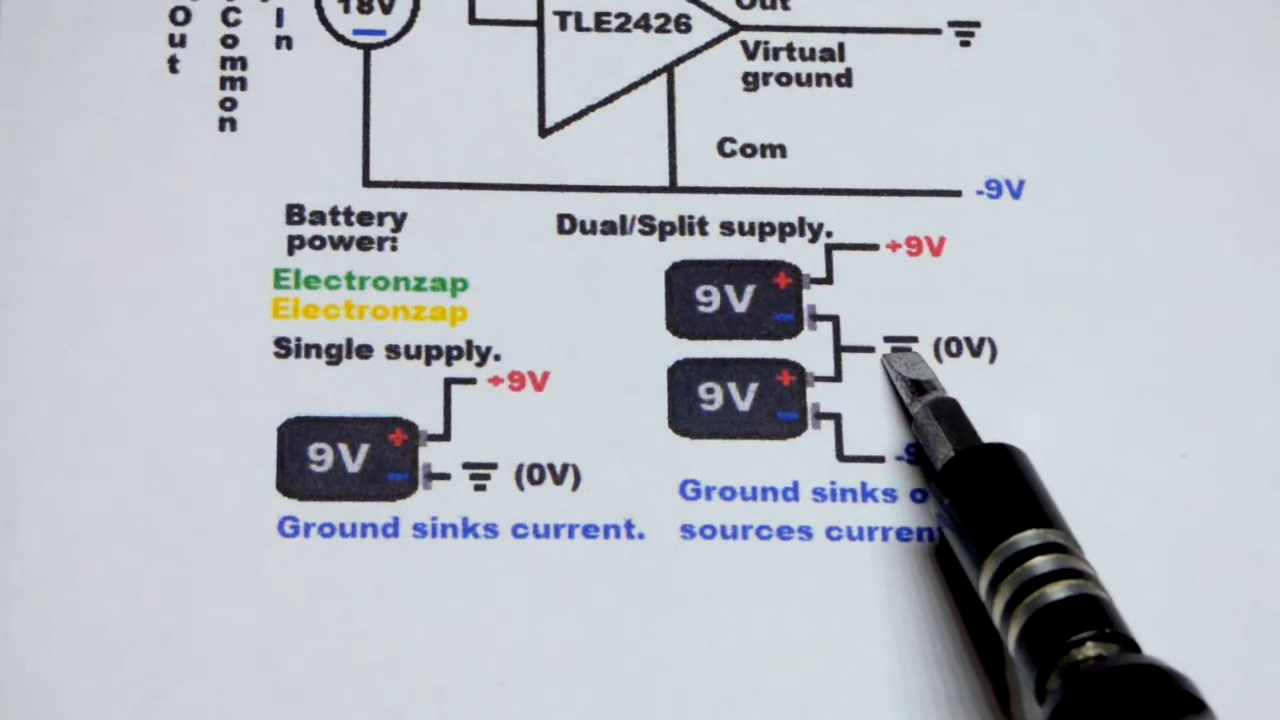 Out
Common
In
18V
TLE2426
Out
Virtual
ground
Com
-9V
Battery
power:
Electronzap
Electronzap
Single supply.
+9V
9V
+
-
(0V)
Ground sinks current.
Dual/Split supply.
+9V
9V
+
-
(0V)
9V
+
-
Ground sinks
sources